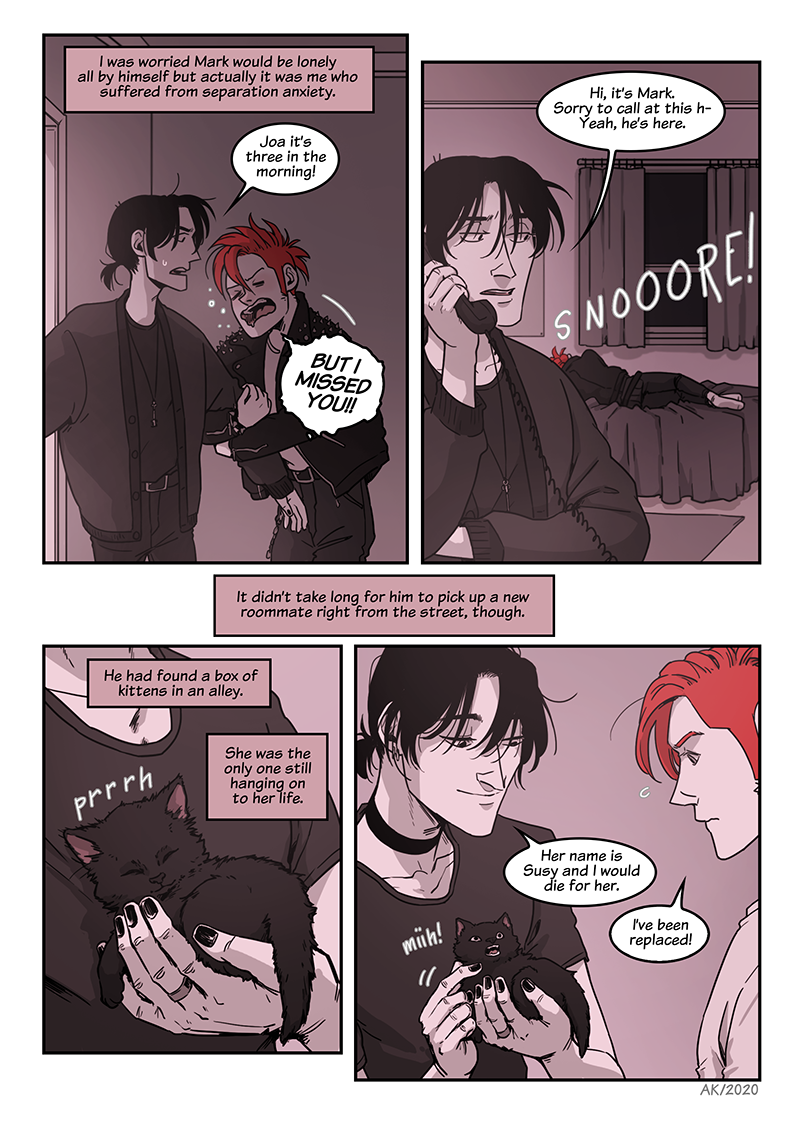 I was worried Mark would be lonely
all by himself but actually it was me who
suffered from separation anxiety.
Joa it's
three in the
morning!
BUT I
MISSED
YOU!!
Hi, it's Mark.
Sorry to call at this h-
Yeah, he's here.
SNOOORE!
It didn't take long for him to pick up a new
roommate right from the street, though.
He had found a box of
kittens in an alley.
She was the
only one still
hanging on
to her life.
prrrh
Her name is
Susy and I would
die for her.
miih!
I've been
replaced!
AK/2020